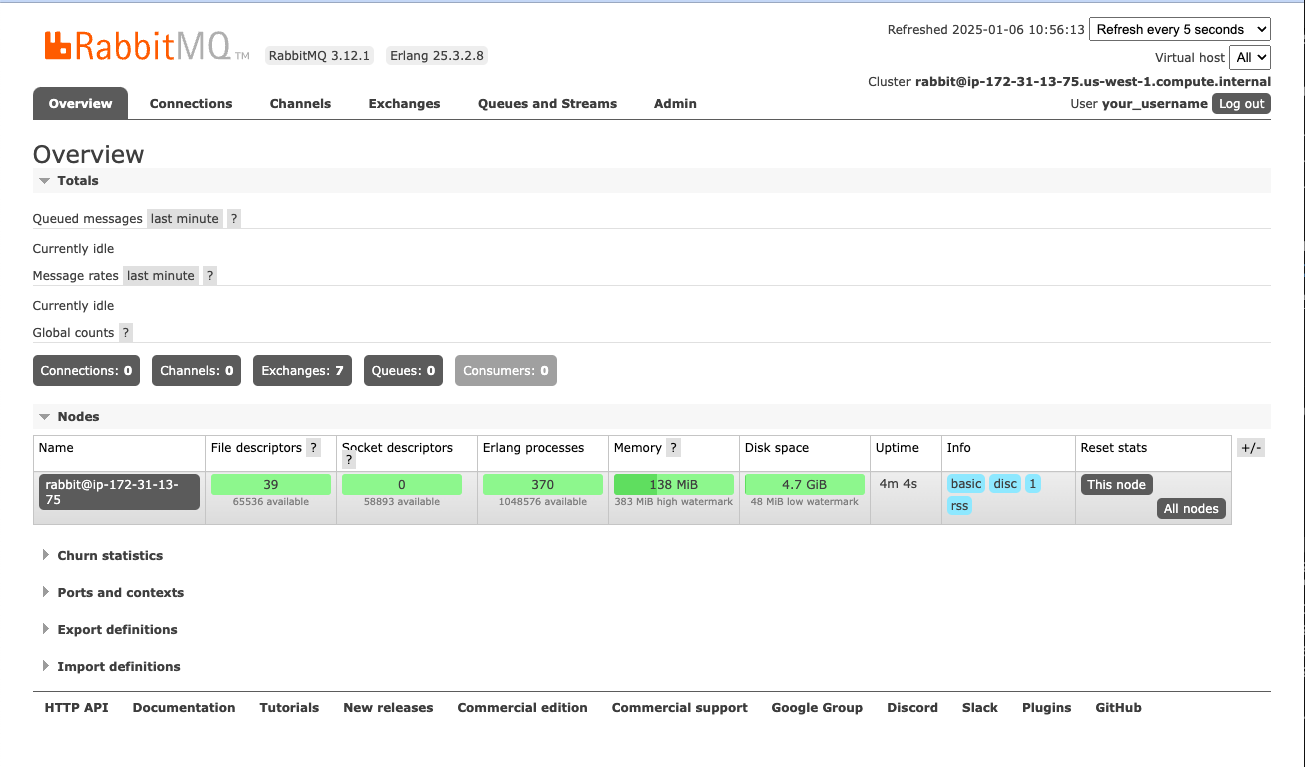 Refreshed 2025-01-06 10:56:13 Refresh every 5 seconds
RabbitMQ TM RabbitMQ 3.12.1 Erlang 25.3.2.8
Virtual host All
Cluster rabbit@ip-172-31-13-75.us-west-1.compute.internal
User your_username Log out
Overview Connections Channels Exchanges Queues and Streams Admin
Overview
Totals
Queued messages last minute ?
Currently idle
Message rates last minute ?
Currently idle
Global counts ?
Connections: 0 Channels: 0 Exchanges: 7 Queues: 0 Consumers: 0
Nodes
Name File descriptors ? Socket descriptors ? Erlang processes Memory ? Disk space Uptime Info Reset stats +/-
rabbit@ip-172-31-13-75 39 0 370 138 MiB 4.7 GiB 4m 4s basic disc 1 rss This node All nodes
65536 available 58893 available 1048576 available 383 MiB high watermark 48 MiB low watermark
Churn statistics
Ports and contexts
Export definitions
Import definitions
HTTP API Documentation Tutorials New releases Commercial edition Commercial support Google Group Discord Slack Plugins GitHub